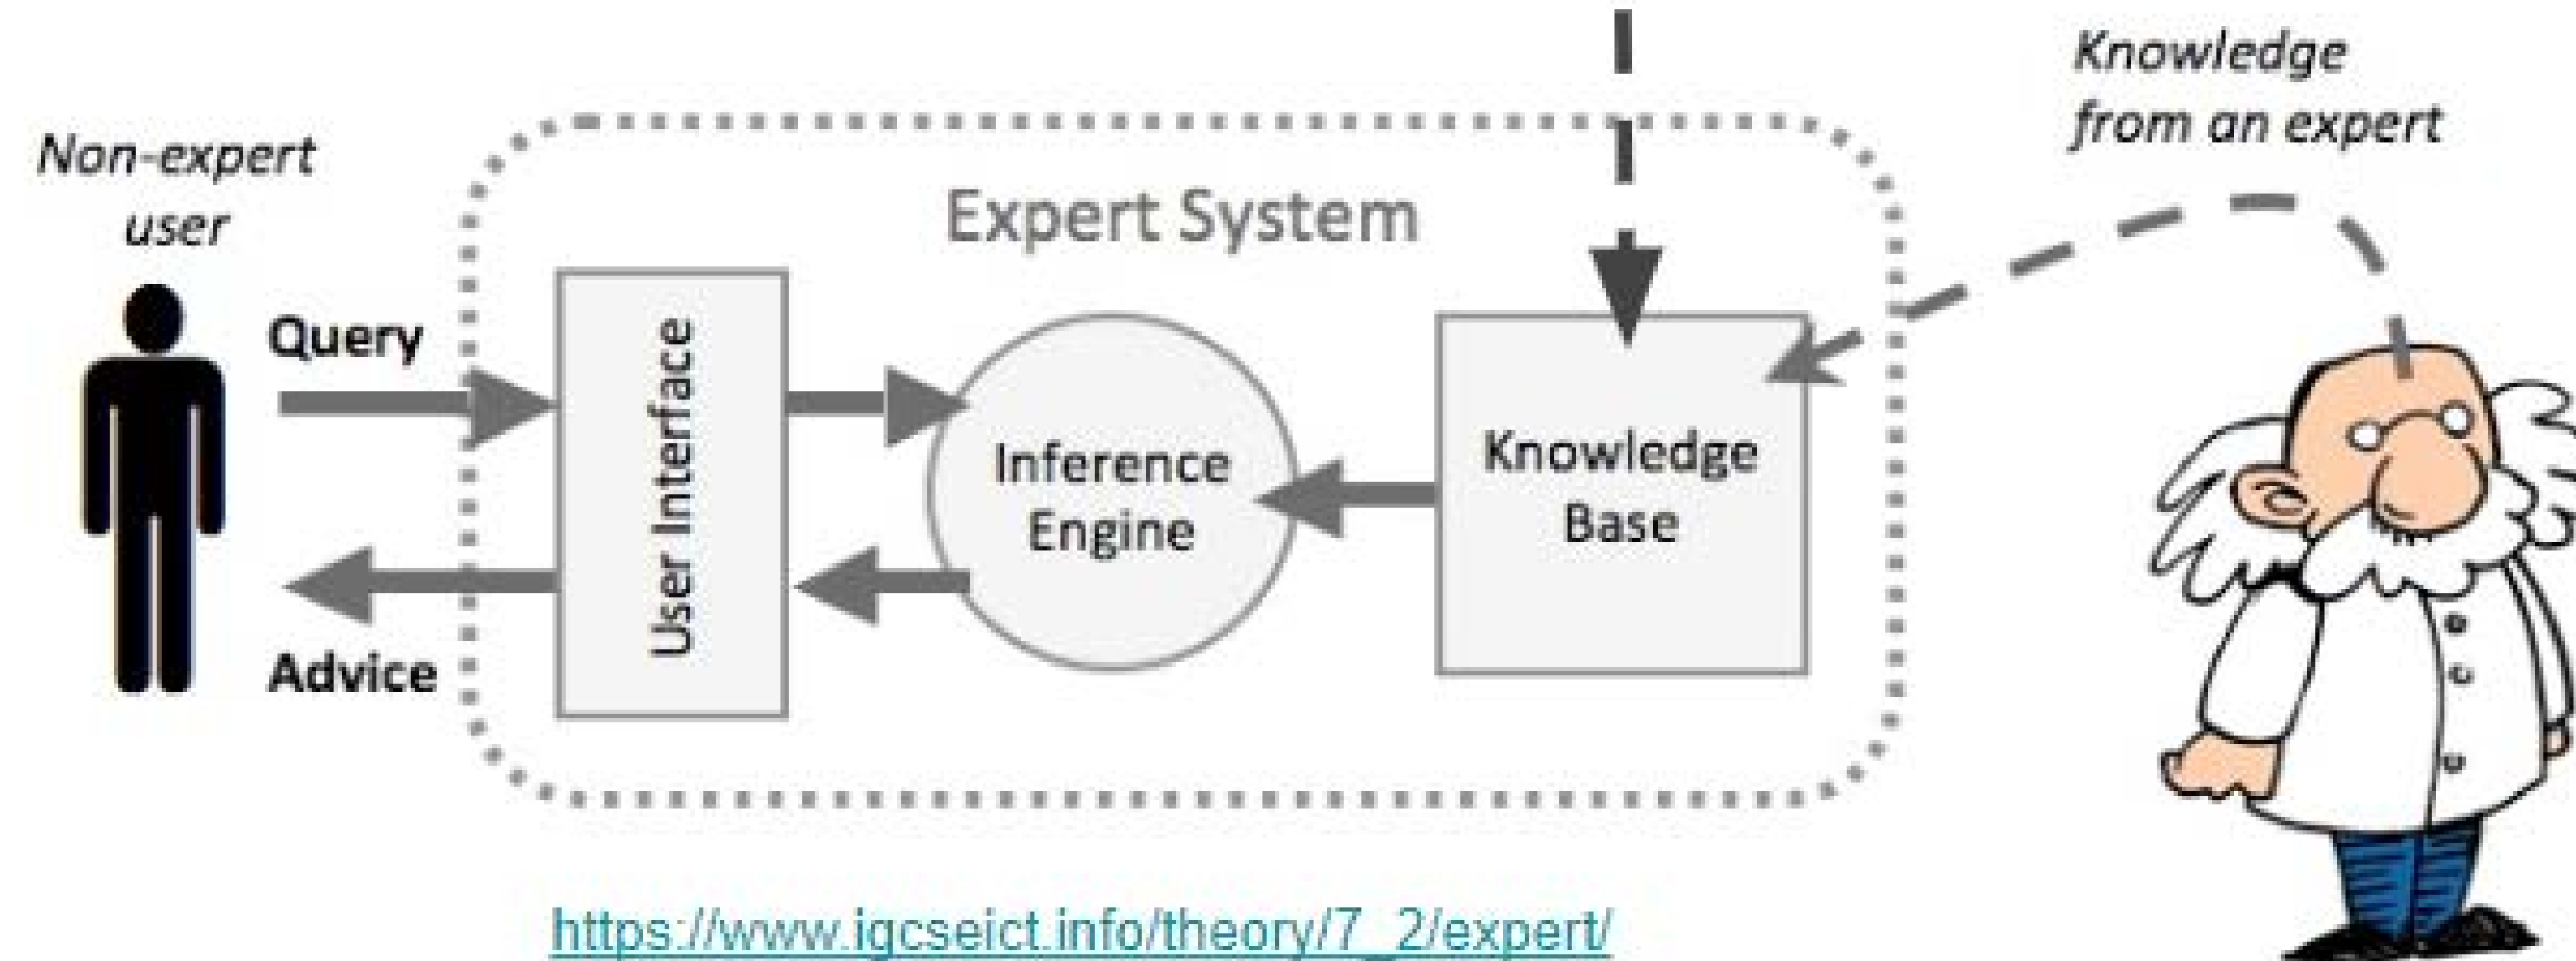 Non-expert
user
Query
Advice
Expert System
User Interface
Inference
Engine
Knowledge
Base
Knowledge
from an expert
https://www.igcseict.info/theory/7_2/expert/